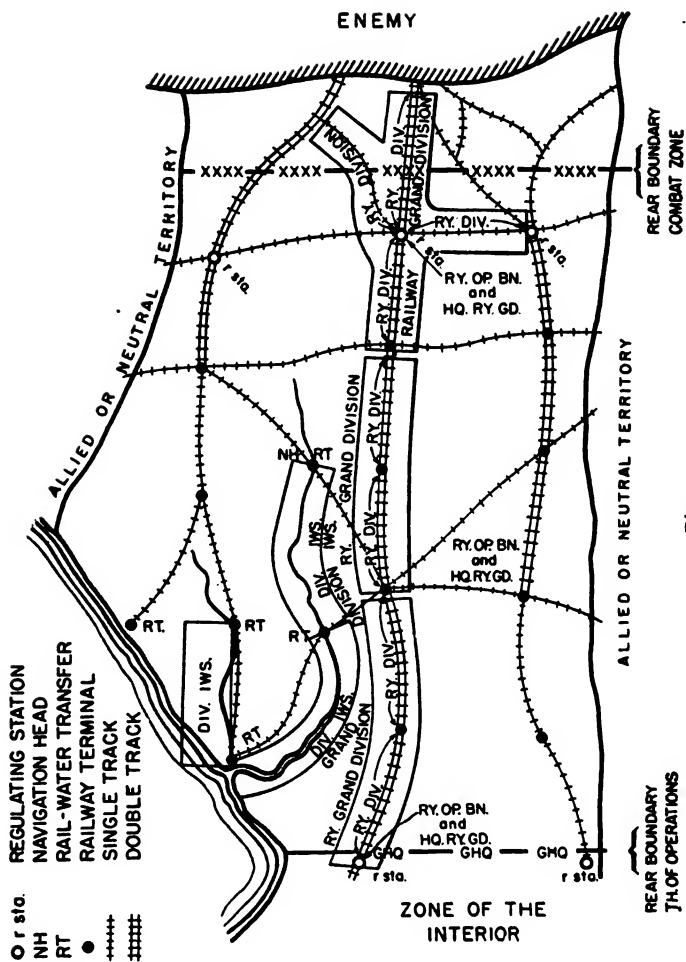 ENEMY
O r sta. REGULATING STATION
NH NAVIGATION HEAD
RT RAIL-WATER TRANSFER
● RAILWAY TERMINAL
SINGLE TRACK
DOUBLE TRACK
ALLIED OR NEUTRAL TERRITORY
XXXX XXXX XXXX XXXX XXXX
r sta.
RY DIVISION
DIVISION
DIV.
RY.
GRAND DIVISION
RY. DIV.
r sta.
r sta.
RY. OP. BN.
and
HQ. RY. GD.
RY DIV.
RAILWAY
REAR BOUNDARY
COMBAT ZONE
NH RT
RT.
RT
RT
RT
DIV. IWS.
DIV. IWS.
IWS.
DIVISION
DIV.
DIV. IWS.
GRAND
RY. GRAND DIVISION
RY DIV.
RY DIV.
RY. OP. BN.
and
HQ. RY. GD.
RY GRAND DIVISION
RY DIV.
RY DIV.
RY. OP. BN.
and
HQ. RY. GD.
GHQ GHQ GHQ
r sta.
r sta.
ALLIED OR NEUTRAL TERRITORY
ZONE OF THE
INTERIOR
REAR BOUNDARY
TH. OF OPERATIONS